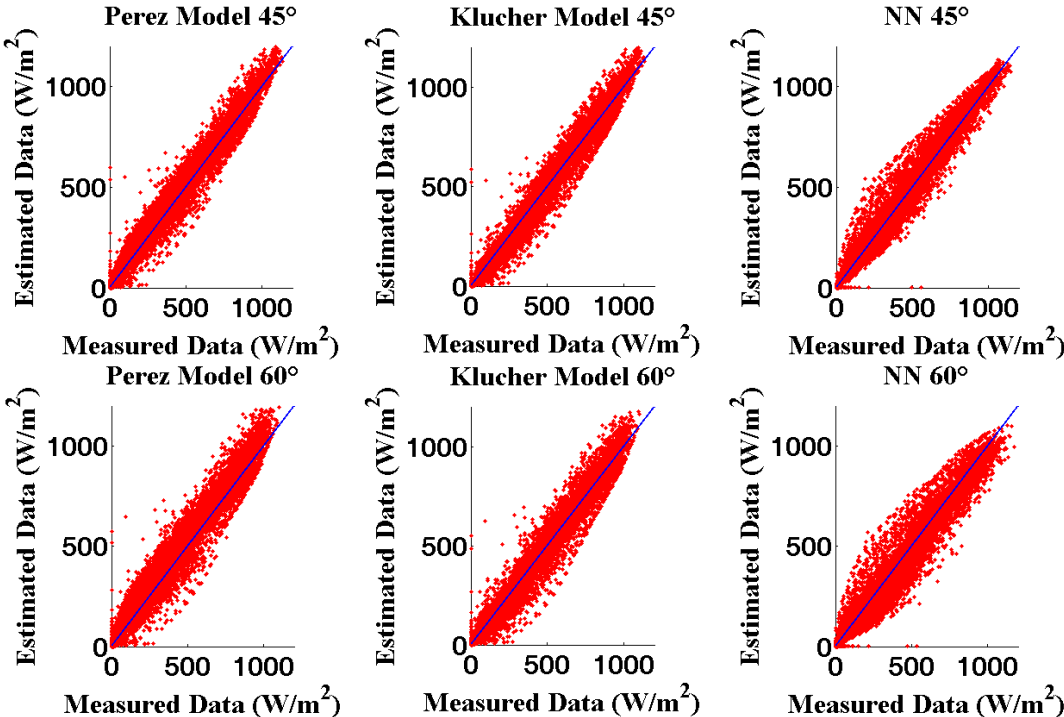 Perez Model 45°
Klucher Model 45°
NN 45°
Estimated Data (W/m²)
1000
500
0
0 500 1000
Measured Data (W/m²)
Estimated Data (W/m²)
1000
500
0
0 500 1000
Measured Data (W/m²)
Estimated Data (W/m²)
1000
500
0
0 500 1000
Measured Data (W/m²)
Perez Model 60°
Klucher Model 60°
NN 60°
Estimated Data (W/m²)
1000
500
0
0 500 1000
Measured Data (W/m²)
Estimated Data (W/m²)
1000
500
0
0 500 1000
Measured Data (W/m²)
Estimated Data (W/m²)
1000
500
0
0 500 1000
Measured Data (W/m²)